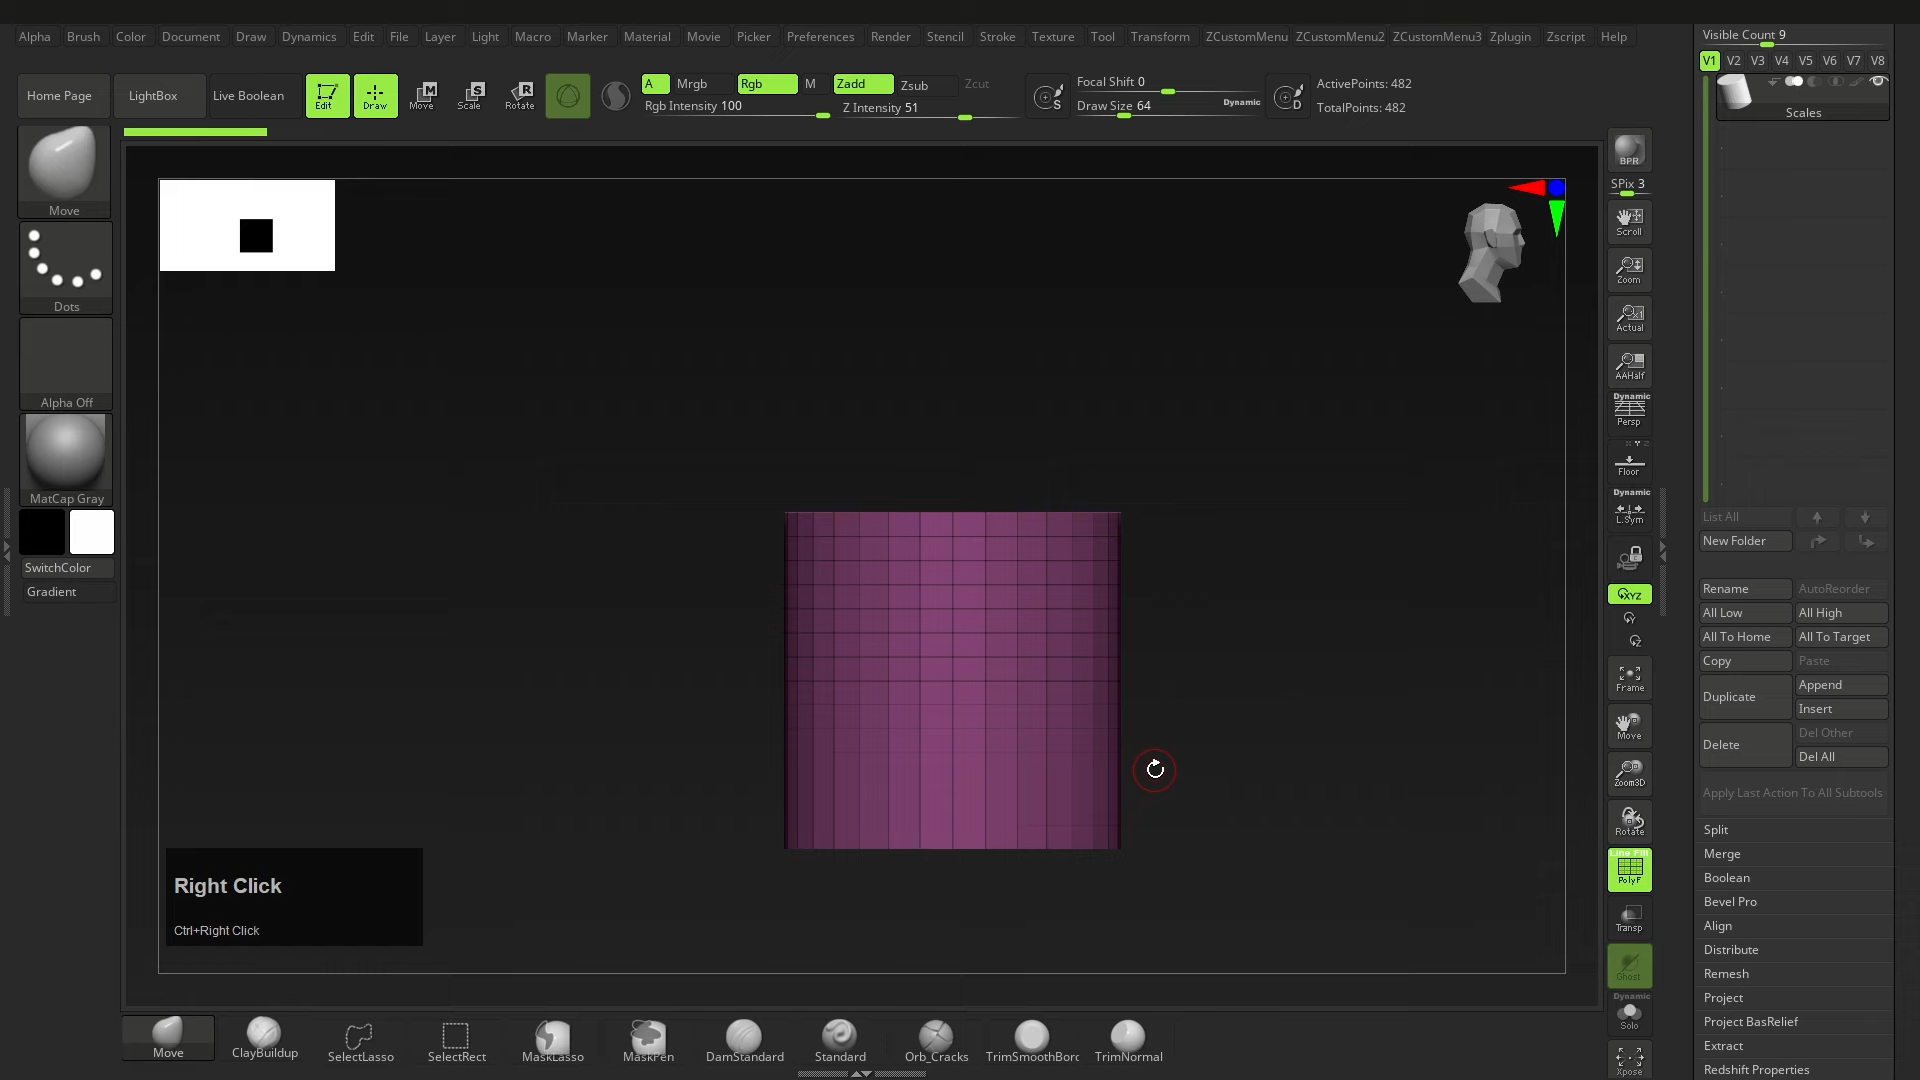 Alpha Brush Color Document Draw Dynamics Edit File Layer Light Macro Marker Material Movie Picker Preferences Render Stencil Stroke Texture Tool Transform ZCustomMenu ZCustomMenu2 ZCustomMenu3 Zplugin Zscript Help
Visible Count 9
V1 V2 V3 V4 V5 V6 V7 V8
Scales
Home Page
LightBox
Live Boolean
Edit
Draw
Move
Scale
Rotate
A Mrgb Rgb M Zadd Zsub Zcut
Rgb Intensity 100
Z Intensity 51
Focal Shift 0
Draw Size 64
Dynamic
ActivePoints: 482
TotalPoints: 482
Move
Dots
Alpha Off
MatCap Gray
SwitchColor
Gradient
BPR
SPix 3
Scroll
Zoom
Actual
AAHalf
Dynamic
Persp
Floor
Dynamic
L.Sym
XYZ
Y
Z
Frame
Move
Zoom3D
Rotate
Line Fill
PolyF
Transp
Ghost
Dynamic
Solo
Xpose
List All
New Folder
Rename AutoReorder
All Low All High
All To Home All To Target
Copy Paste
Duplicate Append
Insert
Delete Del Other
Del All
Apply Last Action To All Subtools
Split
Merge
Boolean
Bevel Pro
Align
Distribute
Remesh
Project
Project BasRelief
Extract
Redshift Properties
Right Click
Ctrl+Right Click
Move ClayBuildup SelectLasso SelectRect MaskLasso MaskPen DamStandard Standard Orb_Cracks TrimSmoothBorc TrimNormal